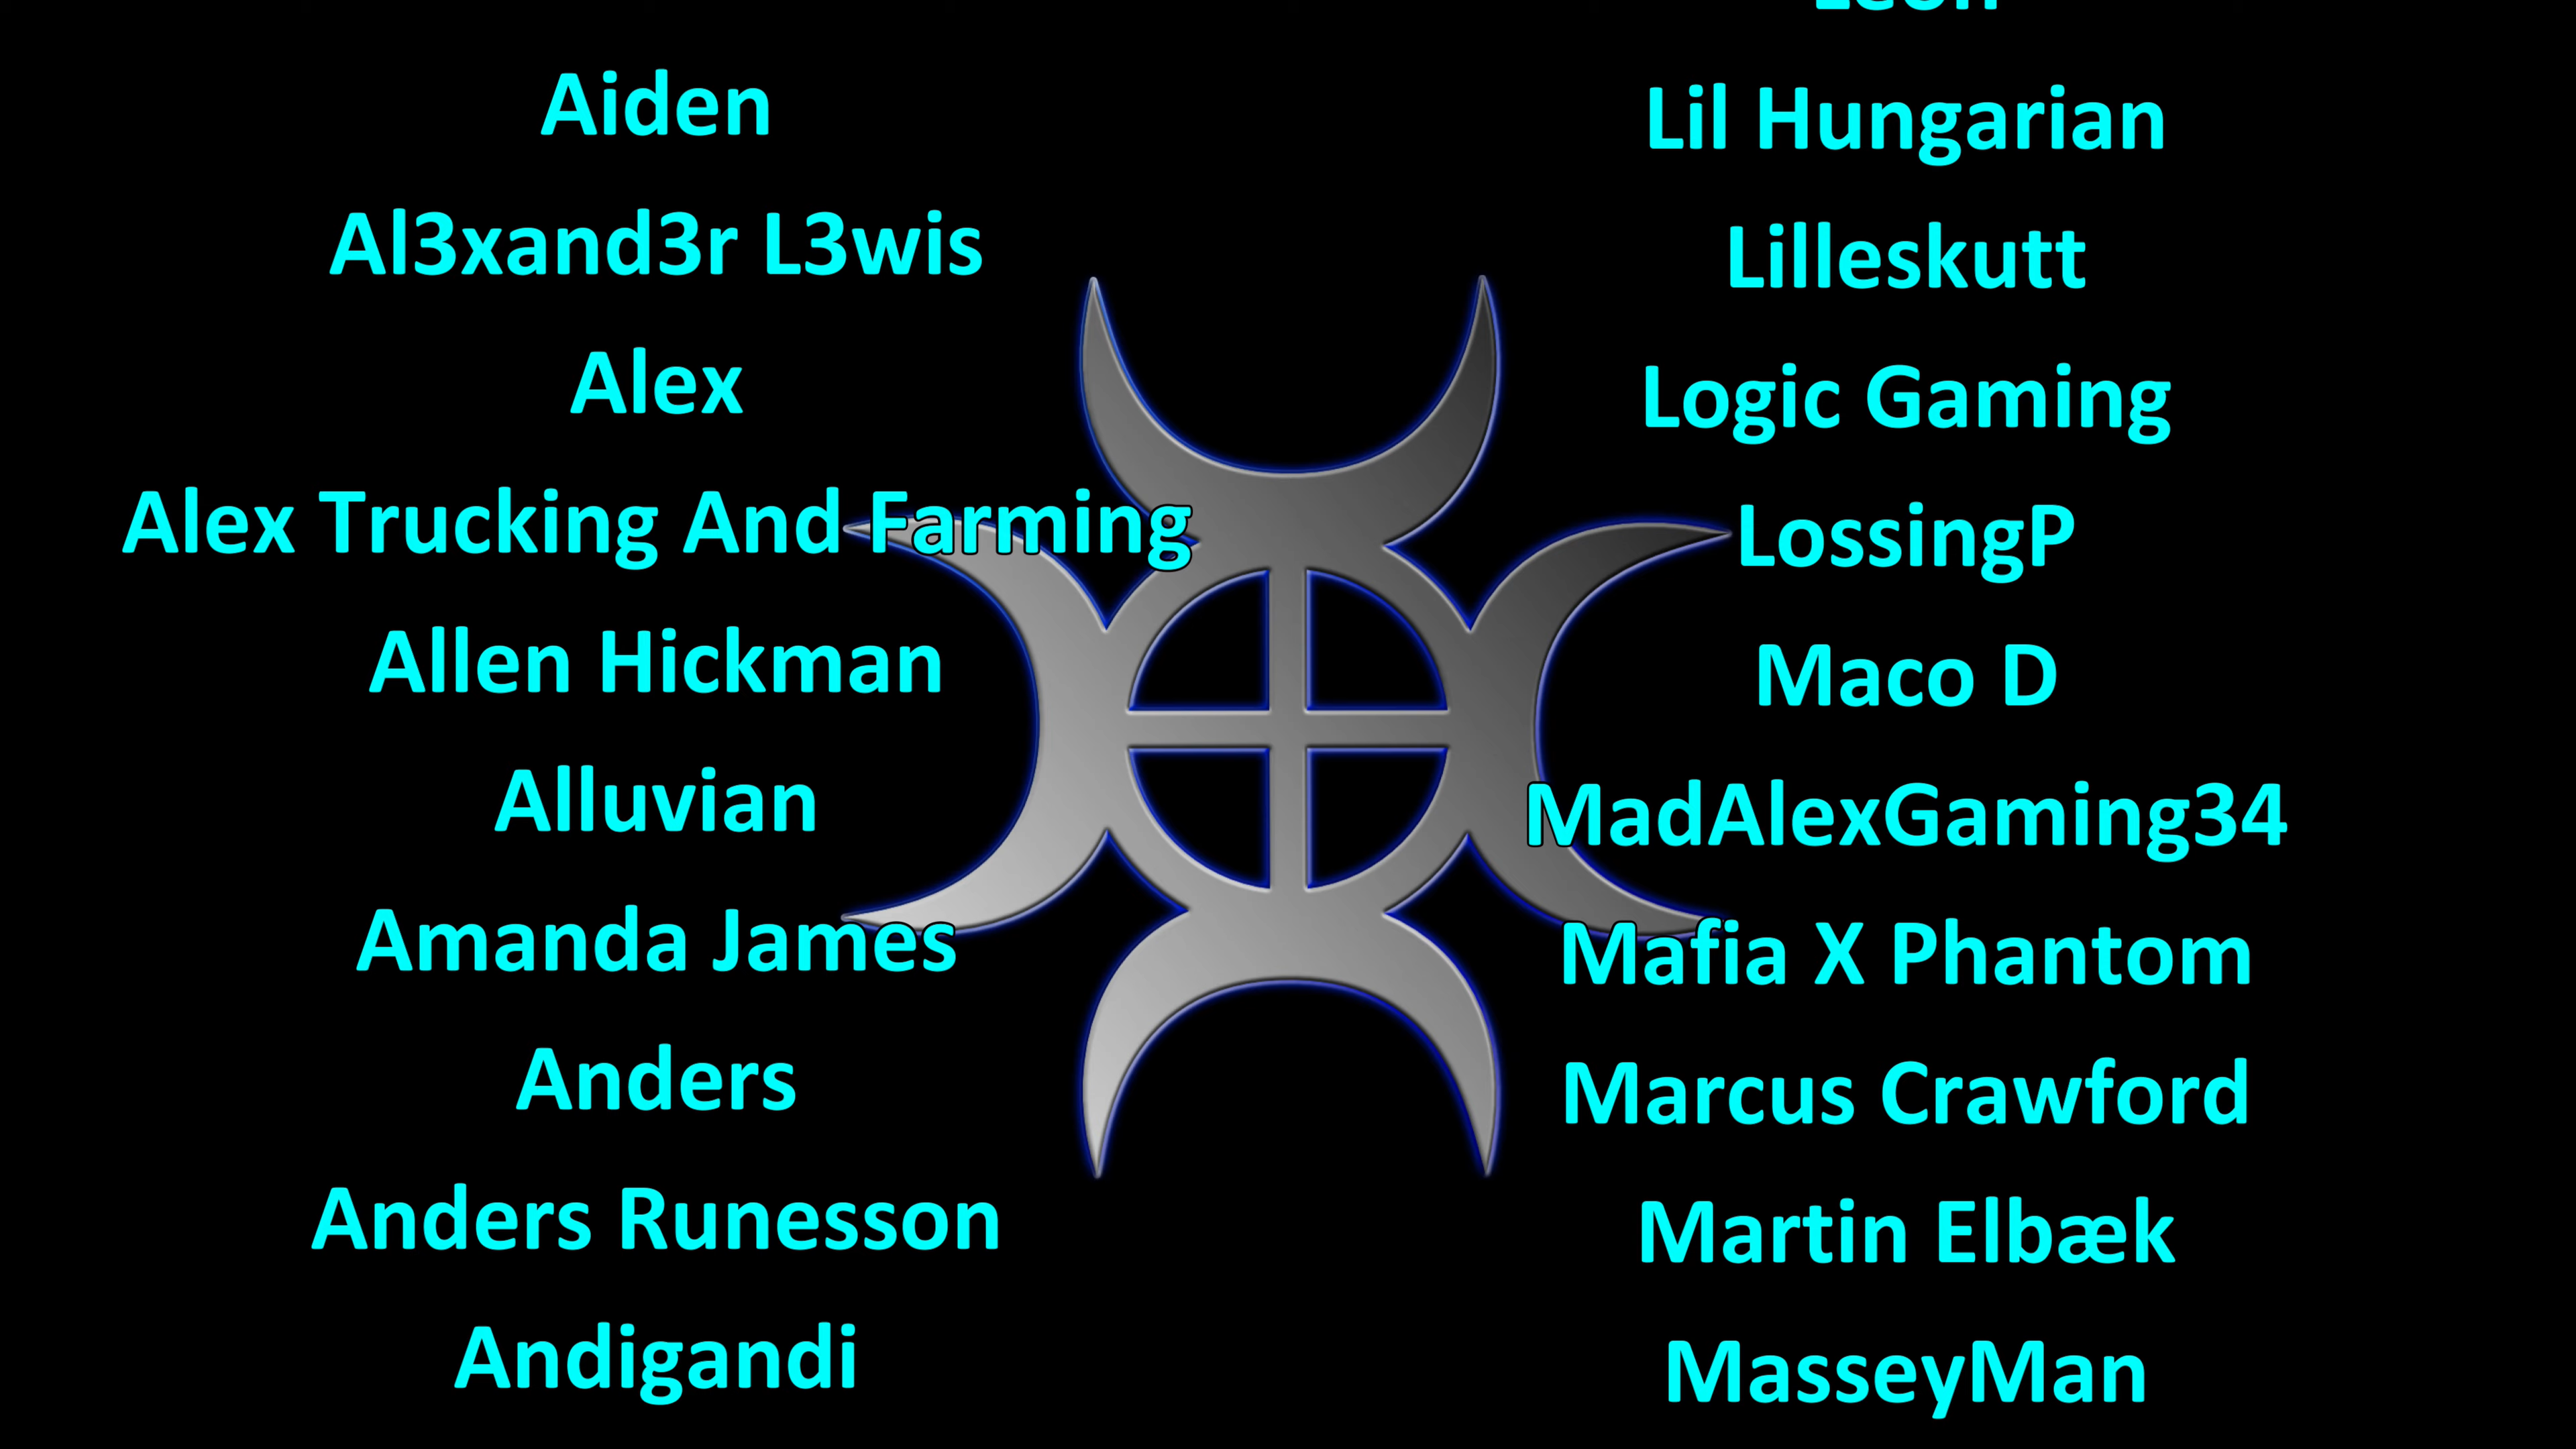 Aiden
Al3xand3r L3wis
Alex
Alex Trucking And Farming
Allen Hickman
Alluvian
Amanda James
Anders
Anders Runesson
Andigandi
Lil Hungarian
Lilleskutt
Logic Gaming
LossingP
Maco D
MadAlexGaming34
Mafia X Phantom
Marcus Crawford
Martin Elbæk
MasseyMan